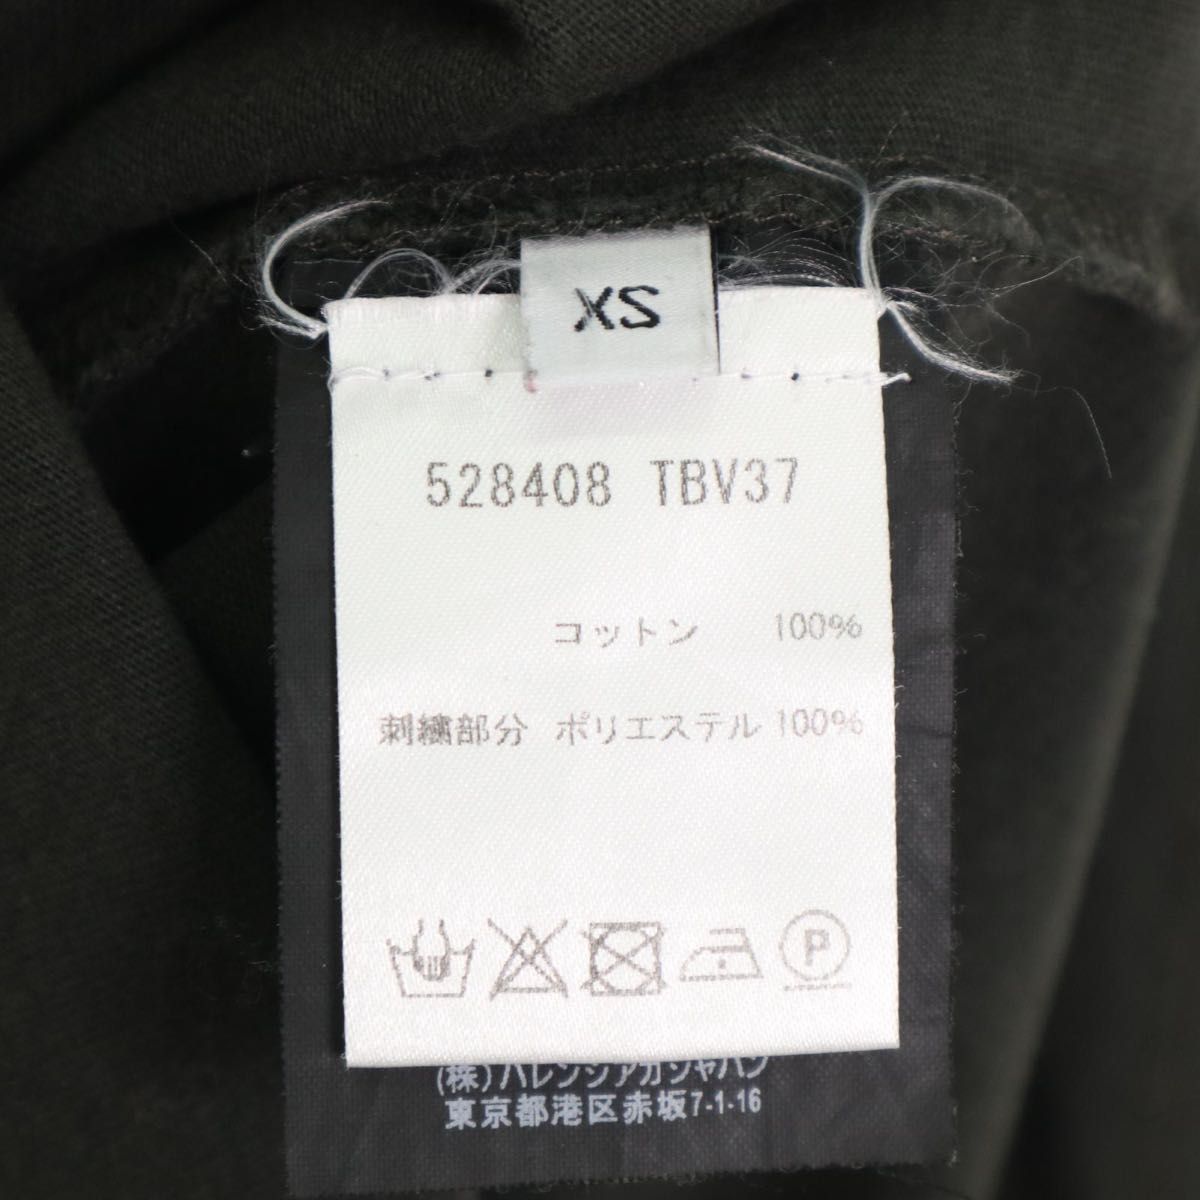 XS
528408 TBV37
コットン 100%
刺繍部分 ポリエステル 100%
P
(株)バレンシアガジャパン
東京都港区赤坂7-1-16